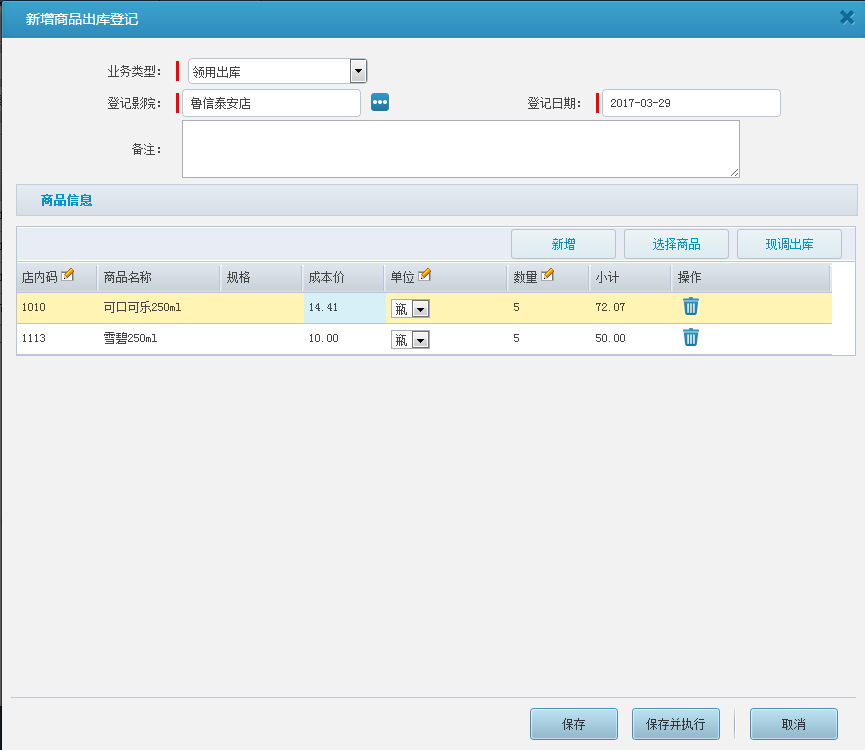 新增商品出库登记
业务类型： 领用出库
登记影院： 鲁信泰安店 登记日期： 2017-03-29
备注：
商品信息
新增 选择商品 现调出库
店内码 商品名称 规格 成本价 单位 数量 小计 操作
1010 可口可乐250ml 14.41 瓶 5 72.07
1113 雪碧250ml 10.00 瓶 5 50.00
保存 保存并执行 取消